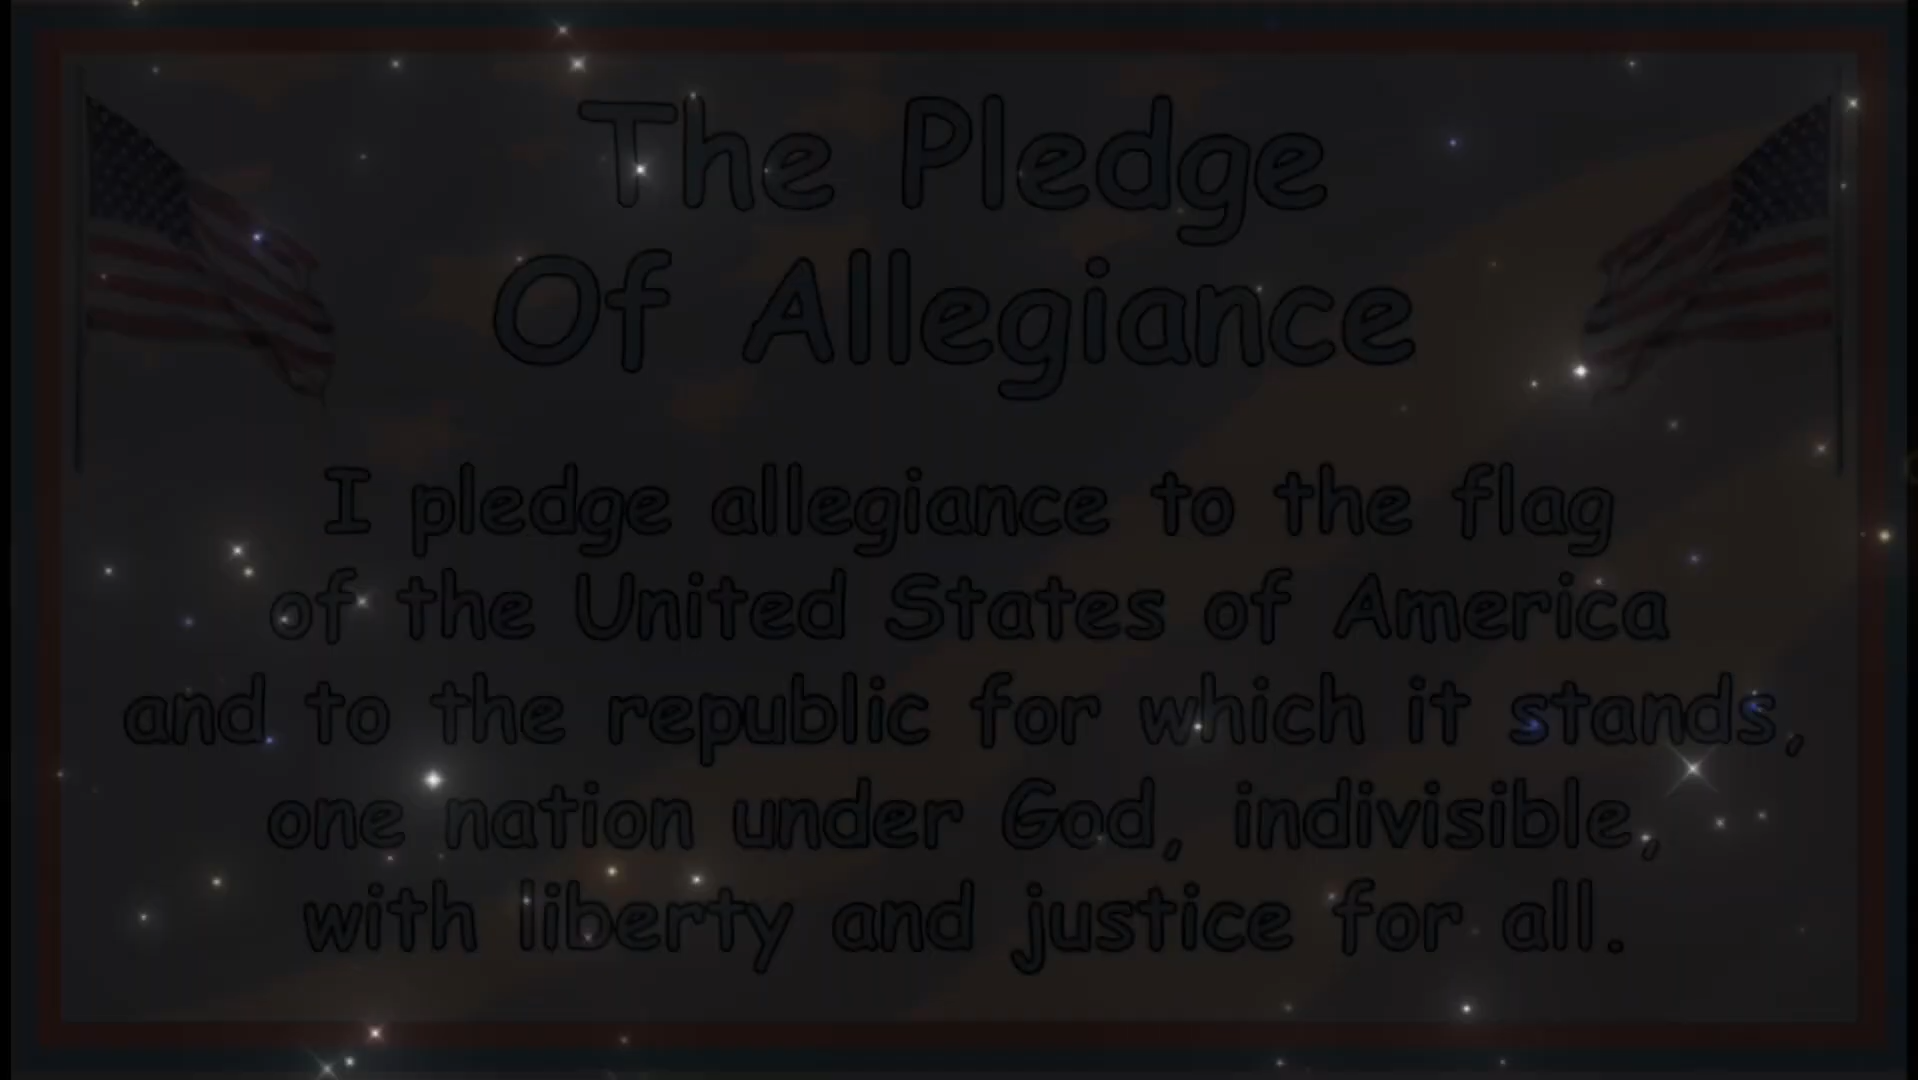 The Pledge
Of Allegiance
I pledge allegiance to the flag
of the United States of America
and to the republic for which it stands,
one nation under God, indivisible,
with liberty and justice for all.